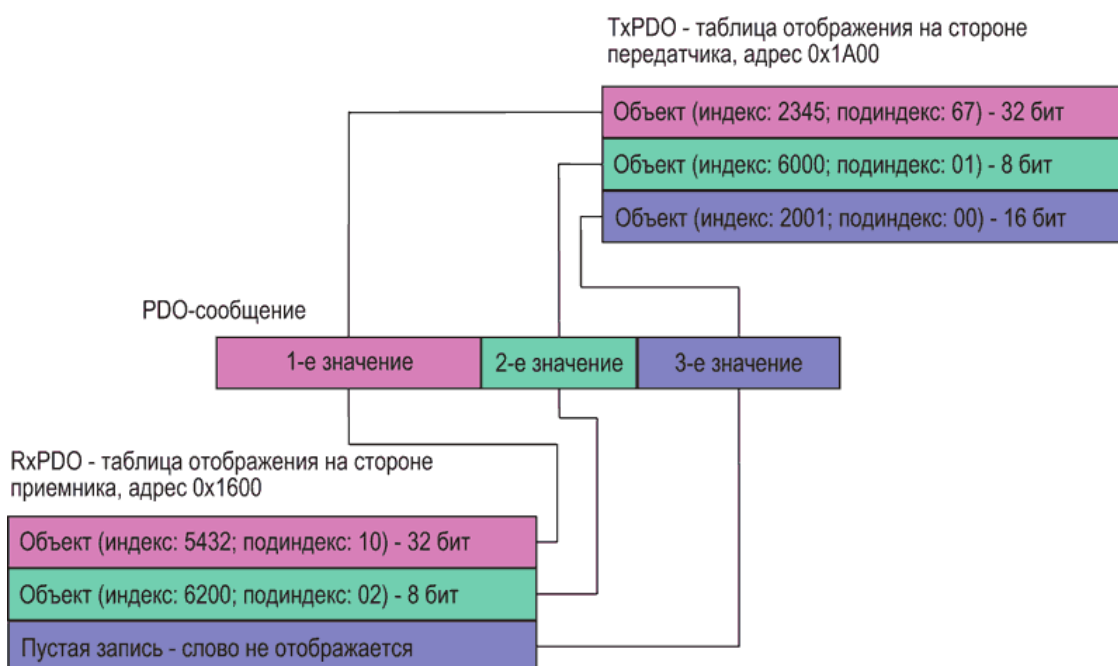 TxPDO - таблица отображения на стороне
передатчика, адрес 0x1A00
Объект (индекс: 2345; подиндекс: 67) - 32 бит
Объект (индекс: 6000; подиндекс: 01) - 8 бит
Объект (индекс: 2001; подиндекс: 00) - 16 бит
PDO-сообщение
1-е значение
2-е значение
3-е значение
RxPDO - таблица отображения на стороне
приемника, адрес 0x1600
Объект (индекс: 5432; подиндекс: 10) - 32 бит
Объект (индекс: 6200; подиндекс: 02) - 8 бит
Пустая запись - слово не отображается